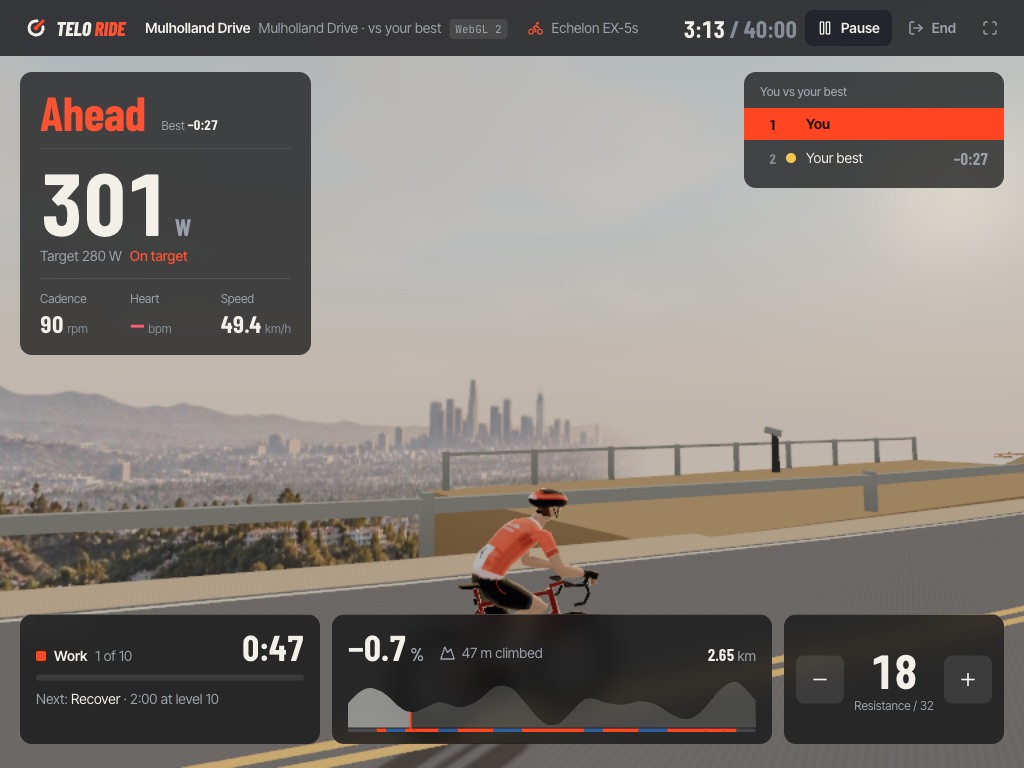 TELO RIDE Mulholland Drive Mulholland Drive · vs your best WebGL 2 Echelon EX-5s 3:13 / 40:00 Pause End
Ahead Best −0:27
301 W
Target 280 W On target
Cadence Heart Speed
90 rpm – bpm 49.4 km/h
You vs your best
1 You
2 Your best −0:27
Work 1 of 10 0:47
Next: Recover · 2:00 at level 10
−0.7 % 47 m climbed 2.65 km
− 18 +
Resistance / 32